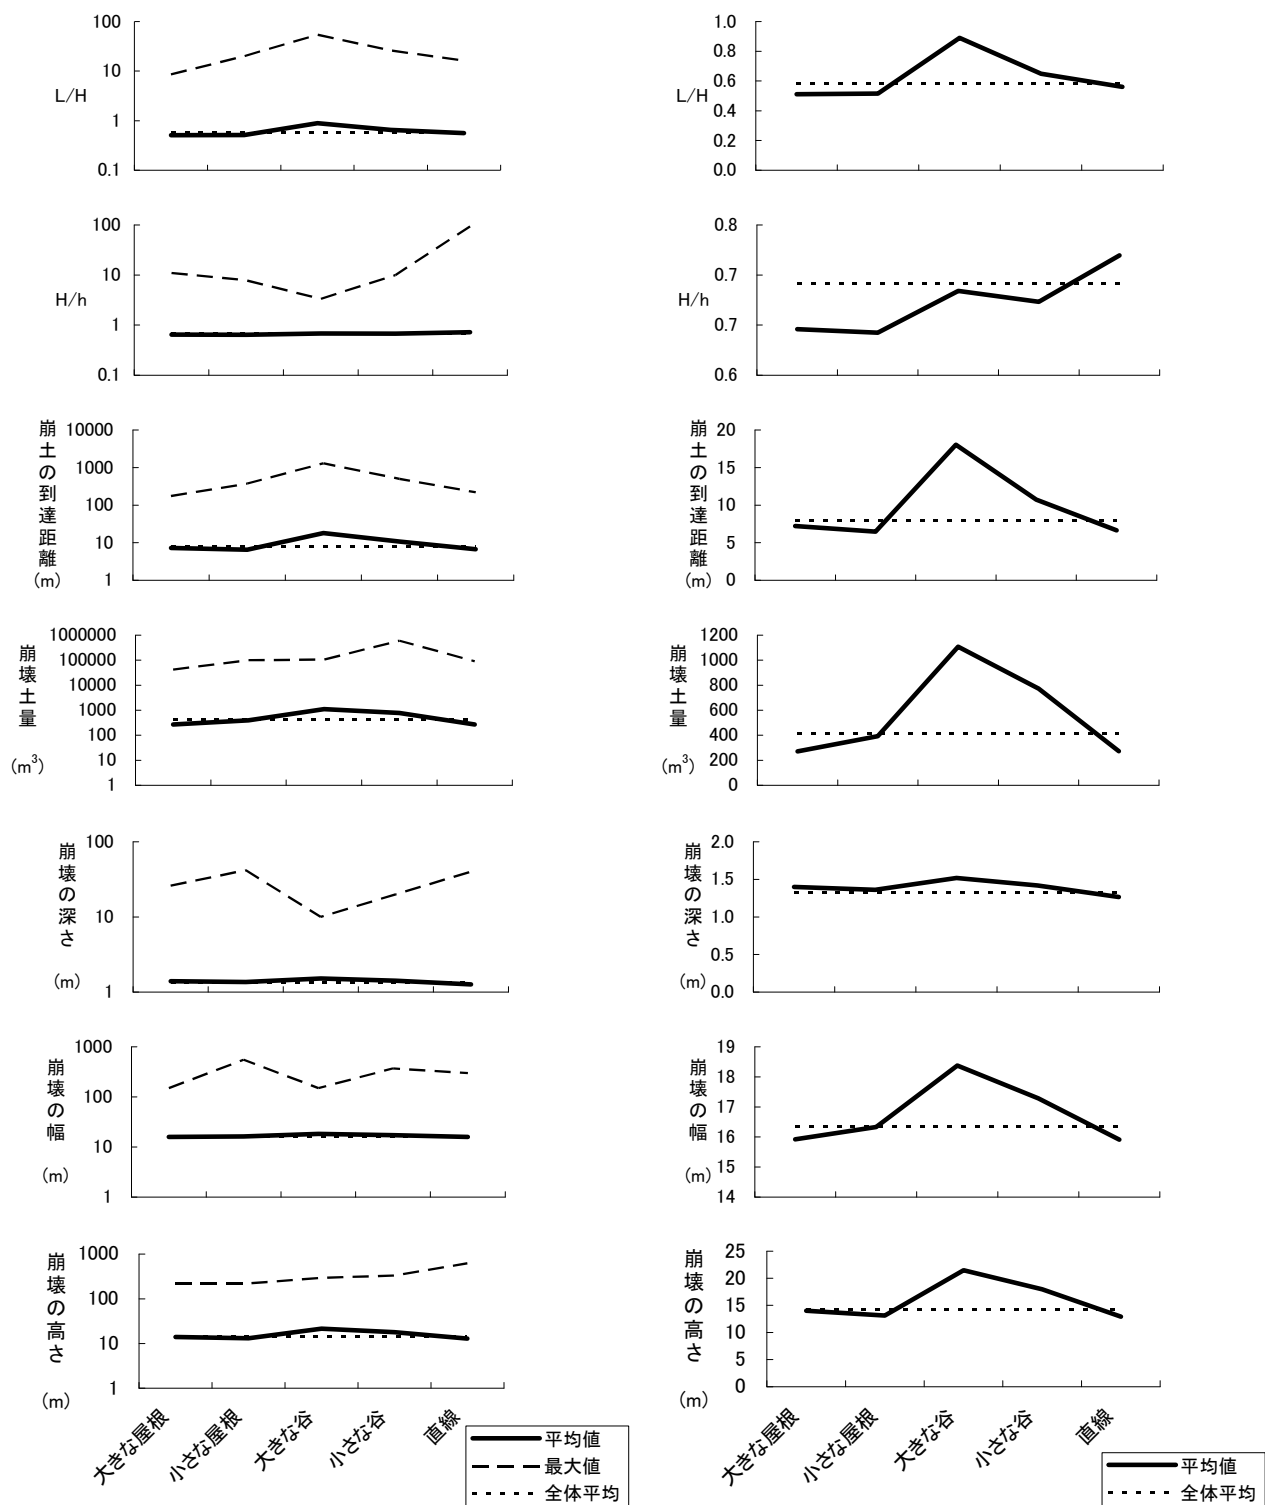 100
10
L/H
1
0.1
1.0
0.8
0.6
L/H
0.4
0.2
0.0
100
10
H/h
1
0.1
0.8
0.7
H/h
0.7
0.6
崩土の到達距離
(m)
10000
1000
100
10
1
崩土の到達距離
(m)
20
15
10
5
0
崩壊土量
(m³)
1000000
100000
10000
1000
100
10
1
崩壊土量
(m³)
1200
1000
800
600
400
200
0
崩壊の深さ
(m)
100
10
1
崩壊の深さ
(m)
2.0
1.5
1.0
0.5
0.0
崩壊の幅
(m)
1000
100
10
1
崩壊の幅
(m)
19
18
17
16
15
14
崩壊の高さ
(m)
1000
100
10
1
崩壊の高さ
(m)
25
20
15
10
5
0
大きな屋根
小さな屋根
大きな谷
小さな谷
直線
平均値
最大値
全体平均
大きな屋根
小さな屋根
大きな谷
小さな谷
直線
平均値
全体平均